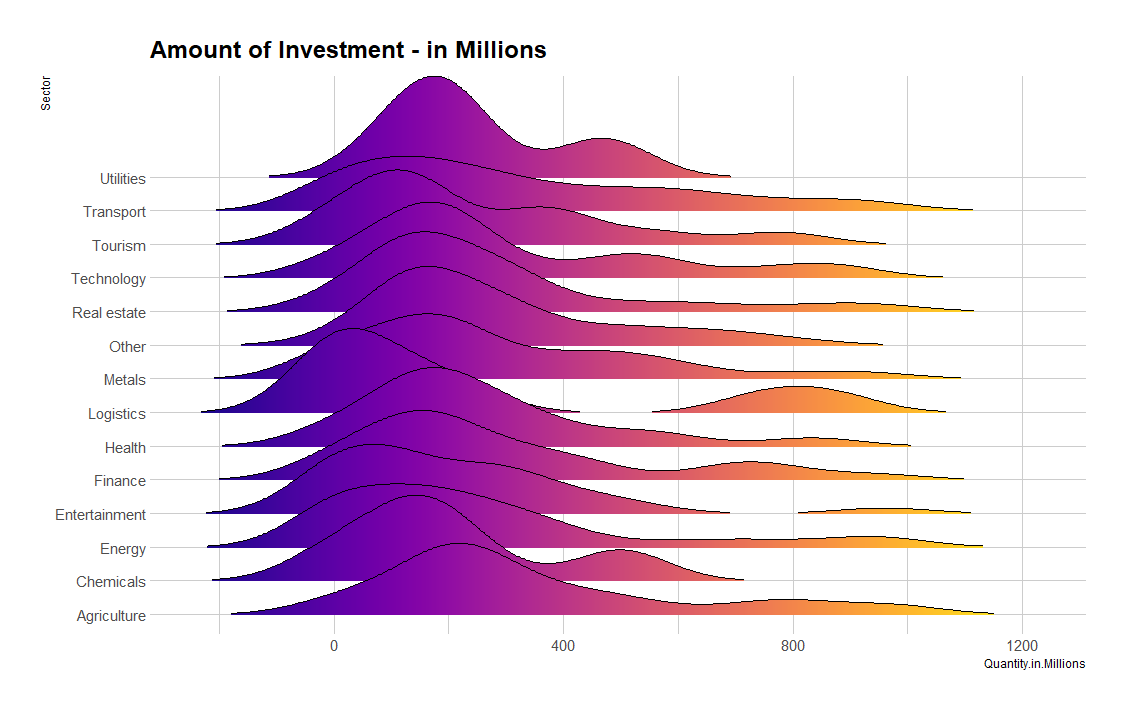 Amount of Investment - in Millions
Sector
Utilities
Transport
Tourism
Technology
Real estate
Other
Metals
Logistics
Health
Finance
Entertainment
Energy
Chemicals
Agriculture
0 400 800 1200
Quantity.in.Millions